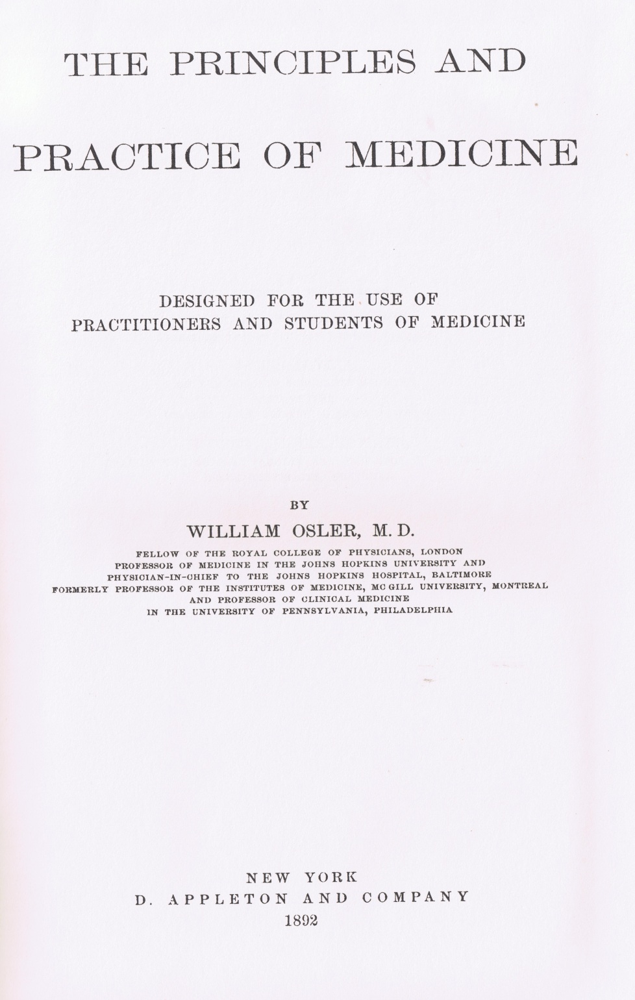 THE PRINCIPLES AND
PRACTICE OF MEDICINE
DESIGNED FOR THE USE OF
PRACTITIONERS AND STUDENTS OF MEDICINE
BY
WILLIAM OSLER, M. D.
FELLOW OF THE ROYAL COLLEGE OF PHYSICIANS, LONDON
PROFESSOR OF MEDICINE IN THE JOHNS HOPKINS UNIVERSITY AND
PHYSICIAN-IN-CHIEF TO THE JOHNS HOPKINS HOSPITAL, BALTIMORE
FORMERLY PROFESSOR OF THE INSTITUTES OF MEDICINE, MCGILL UNIVERSITY, MONTREAL
AND PROFESSOR OF CLINICAL MEDICINE
IN THE UNIVERSITY OF PENNSYLVANIA, PHILADELPHIA
NEW YORK
D. APPLETON AND COMPANY
1892